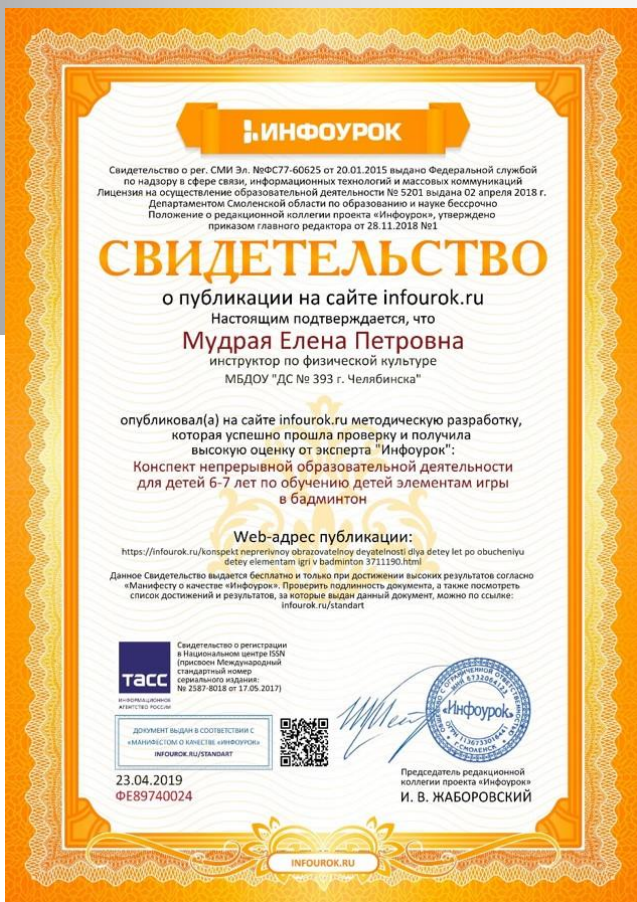 ИНФОУРОК
Свидетельство о рег. СМИ Эл. №ФС77-60625 от 20.01.2015 выдано Федеральной службой
по надзору в сфере связи, информационных технологий и массовых коммуникаций
Лицензия на осуществление образовательной деятельности № 5201 выдана 02 апреля 2018 г.
Департаментом Смоленской области по образованию и науке бессрочно
Положение о редакционной коллегии проекта «Инфоурок», утверждено
приказом главного редактора от 28.11.2018 №1
СВИДЕТЕЛЬСТВО
о публикации на сайте infourok.ru
Настоящим подтверждается, что
Мудрая Елена Петровна
инструктор по физической культуре
МБДОУ "ДС № 393 г. Челябинска"
опубликовал(а) на сайте infourok.ru методическую разработку,
которая успешно прошла проверку и получила
высокую оценку от эксперта "Инфоурок":
Конспект непрерывной образовательной деятельности
для детей 6-7 лет по обучению детей элементам игры
в бадминтон
Web-адрес публикации:
https://infourok.ru/konspekt neprerivnoy obrazovatelnoy deyatelnosti dlya detey let po obucheniyu
detey elementam igri v badminton 3711190.html
Данное Свидетельство выдается бесплатно и только при достижении высоких результатов согласно
«Манифесту о качестве «Инфоурок». Проверить подлинность документа, а также посмотреть
список достижений и результатов, за которые выдан данный документ, можно по ссылке:
infourok.ru/standart
тасс
ИНФОРМАЦИОННОЕ
АГЕНТСТВО РОССИИ
Свидетельство о регистрации
в Национальном центре ISSN
(присвоен Международный
стандартный номер
сериального издания:
№ 2587-8018 от 17.05.2017)
ДОКУМЕНТ ВЫДАН В СООТВЕТСТВИИ С
«МАНИФЕСТОМ О КАЧЕСТВЕ «ИНФОУРОК»
INFOUROK.RU/STANDART
23.04.2019
ФЕ89740024
«Инфоурок»
Г. СМОЛЕНСК
Председатель редакционной
коллегии проекта «Инфоурок»
И. В. ЖАБОРОВСКИЙ
INFOUROK.RU